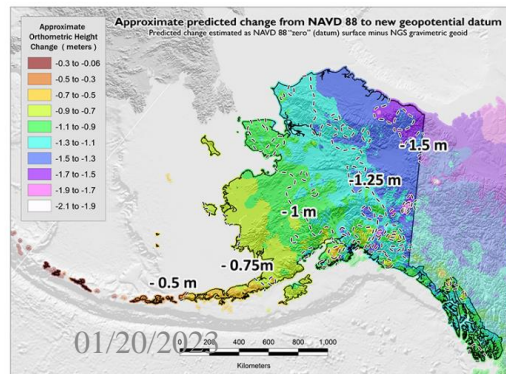 Approximate predicted change from NAVD 88 to new geopotential datum
Predicted change estimated as NAVD 88 "zero" (datum) surface minus NGS gravimetric geoid
Approximate
Orthometric Height
Change ( meters)
-0.3 to -0.06
-0.5 to -0.3
-0.7 to -0.5
-0.9 to -0.7
-1.1 to -0.9
-1.3 to -1.1
-1.5 to -1.3
-1.7 to -1.5
-1.9 to -1.7
-2.1 to -1.9
- 1.5 m
- 1.25 m
- 1 m
- 0.75m
- 0.5 m
01/20/2023
0 200 400 600 800 1,000
Kilometers